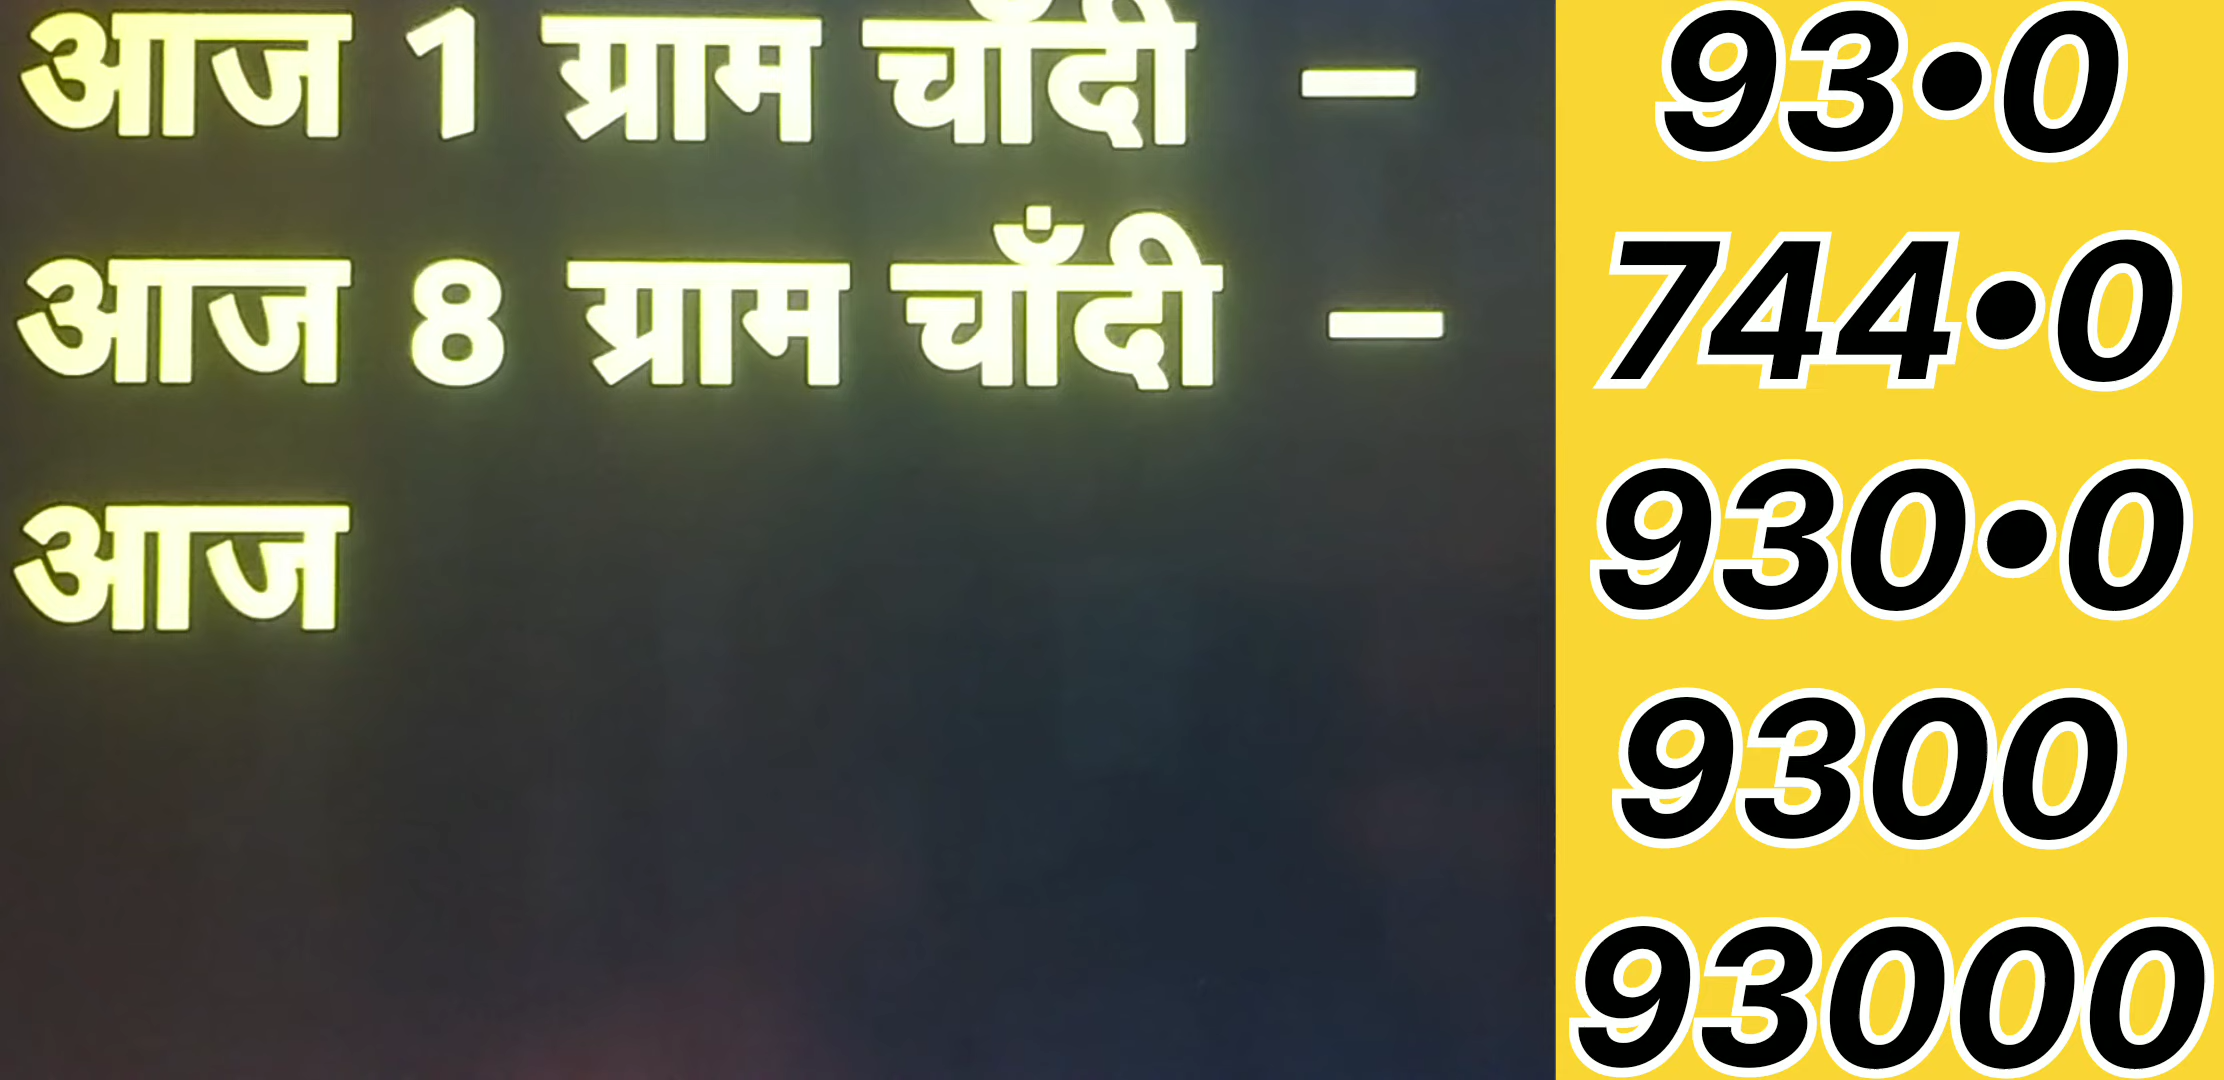 आज 1 ग्राम चाँदी – 93•0
आज 8 ग्राम चाँदी – 744•0
आज 930•0
9300
93000